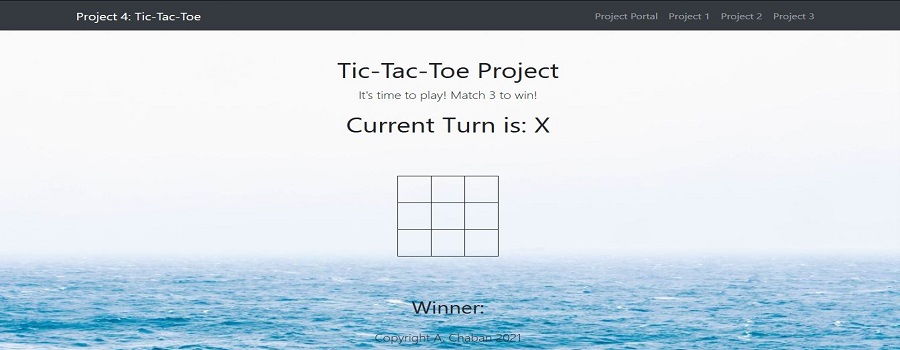 Project 4: Tic-Tac-Toe
Project Portal Project 1 Project 2 Project 3
Tic-Tac-Toe Project
It's time to play! Match 3 to win!
Current Turn is: X
Winner:
Copyright A. Chaban 2021